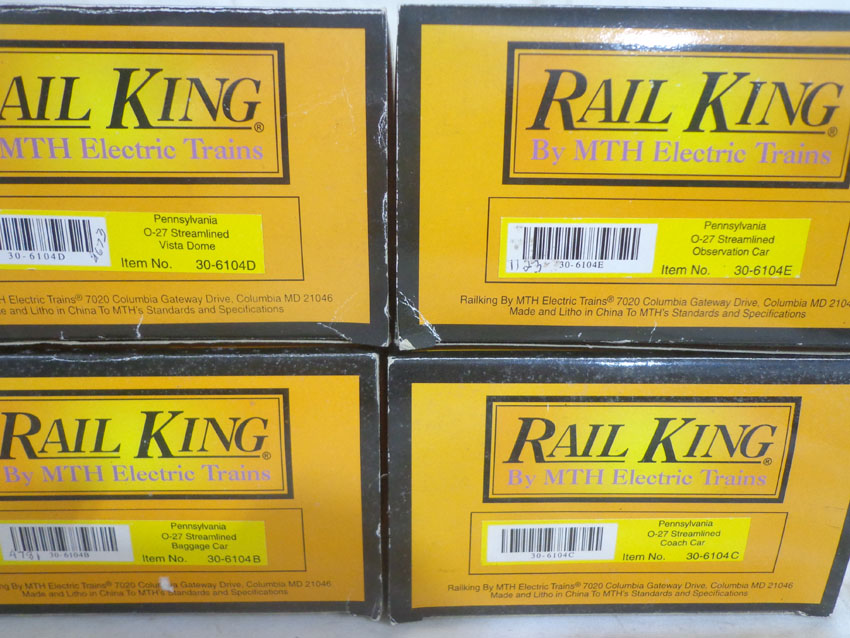 AIL KING®
MTH Electric Trains
30-6104D
Pennsylvania
O-27 Streamlined
Vista Dome
Item No. 30-6104D
H Electric Trains® 7020 Columbia Gateway Drive, Columbia MD 21046
e and Litho in China To MTH's Standards and Specifications
RAIL KING®
By MTH Electric Trains
1123
30-6104E
Pennsylvania
O-27 Streamlined
Observation Car
Item No. 30-6104E
Railking By MTH Electric Trains® 7020 Columbia Gateway Drive, Columbia MD 2104
Made and Litho in China To MTH's Standards and Specifications
RAIL KING®
By MTH Electric Trains
30-6104B
Pennsylvania
O-27 Streamlined
Baggage Car
Item No. 30-6104B
ng By MTH Electric Trains® 7020 Columbia Gateway Drive, Columbia MD 21046
Made and Litho in China To MTH's Standards and Specifications
RAIL KING®
By MTH Electric Trains
30-6104C
Pennsylvania
O-27 Streamlined
Coach Car
Item No. 30-6104C
Railking By MTH Electric Trains® 7020 Columbia Gateway Drive, Columbia MD 21046
Made and Litho in China To MTH's Standards and Specifications